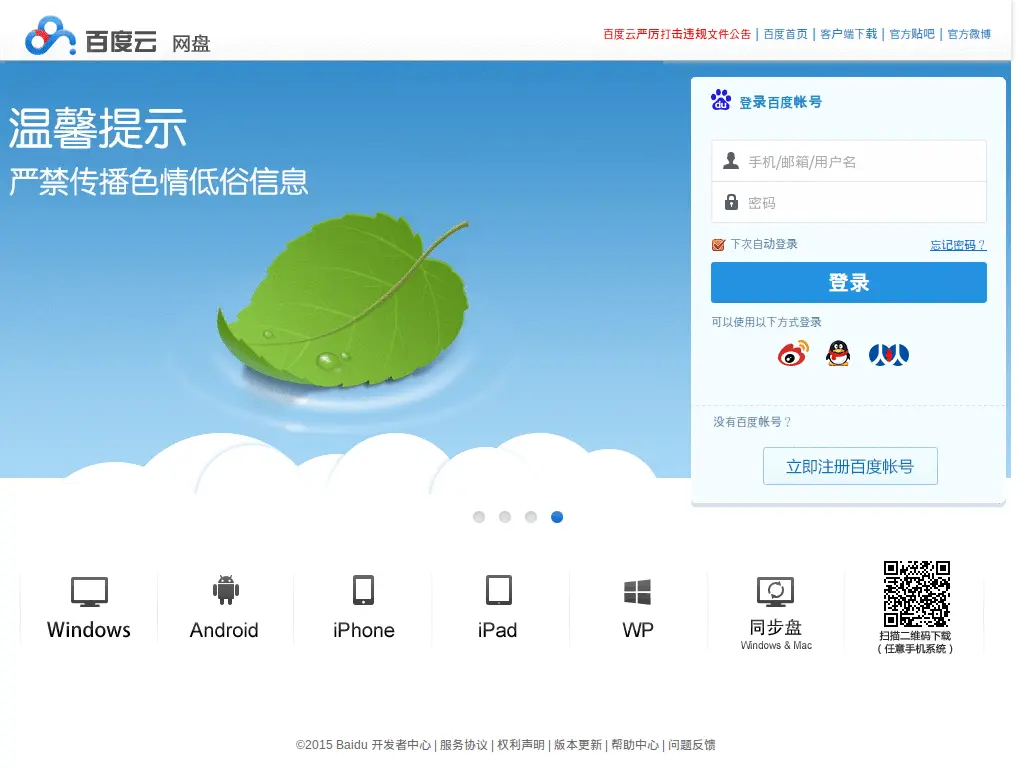 百度云 网盘
百度云严厉打击违规文件公告 | 百度首页 | 客户端下载 | 官方贴吧 | 官方微博
温馨提示
严禁传播色情低俗信息
du 登录百度帐号
手机/邮箱/用户名
密码
下次自动登录 忘记密码？
登录
可以使用以下方式登录
没有百度帐号？
立即注册百度帐号
Windows
Android
iPhone
iPad
WP
同步盘
Windows & Mac
扫描二维码下载
（任意手机系统）
©2015 Baidu 开发者中心 | 服务协议 | 权利声明 | 版本更新 | 帮助中心 | 问题反馈